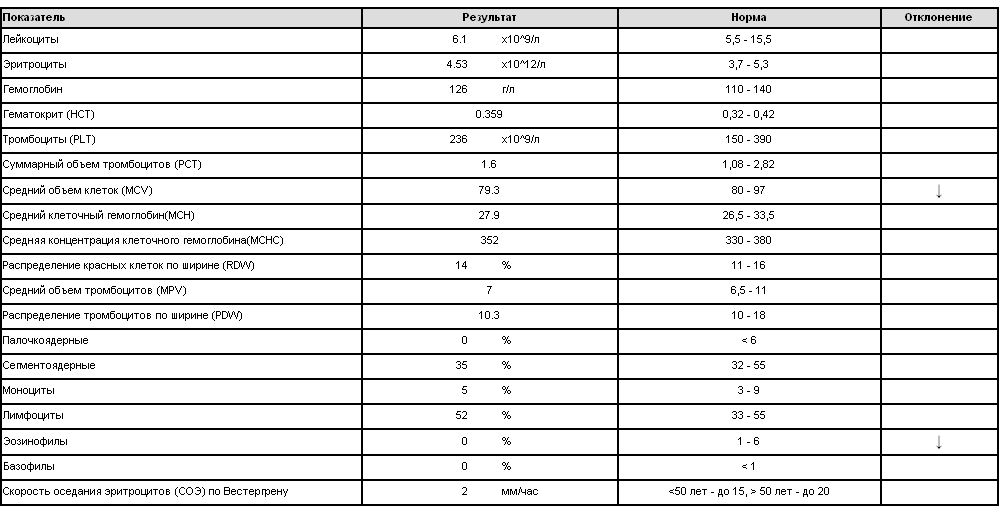 Показатель Результат Норма Отклонение
Лейкоциты 6.1 x10^9/л 5,5 - 15,5
Эритроциты 4.53 x10^12/л 3,7 - 5,3
Гемоглобин 126 г/л 110 - 140
Гематокрит (HCT) 0.359 0,32 - 0,42
Тромбоциты (PLT) 236 x10^9/л 150 - 390
Суммарный объем тромбоцитов (PCT) 1.6 1,08 - 2,82
Средний объем клеток (MCV) 79.3 80 - 97 ↓
Средний клеточный гемоглобин(MCH) 27.9 26,5 - 33,5
Средняя концентрация клеточного гемоглобина(MCHC) 352 330 - 380
Распределение красных клеток по ширине (RDW) 14 % 11 - 16
Средний объем тромбоцитов (MPV) 7 6,5 - 11
Распределение тромбоцитов по ширине (PDW) 10.3 10 - 18
Палочкоядерные 0 % < 6
Сегментоядерные 35 % 32 - 55
Моноциты 5 % 3 - 9
Лимфоциты 52 % 33 - 55
Эозинофилы 0 % 1 - 6 ↓
Базофилы 0 % < 1
Скорость оседания эритроцитов (СОЭ) по Вестергрену 2 мм/час <50 лет - до 15, > 50 лет - до 20